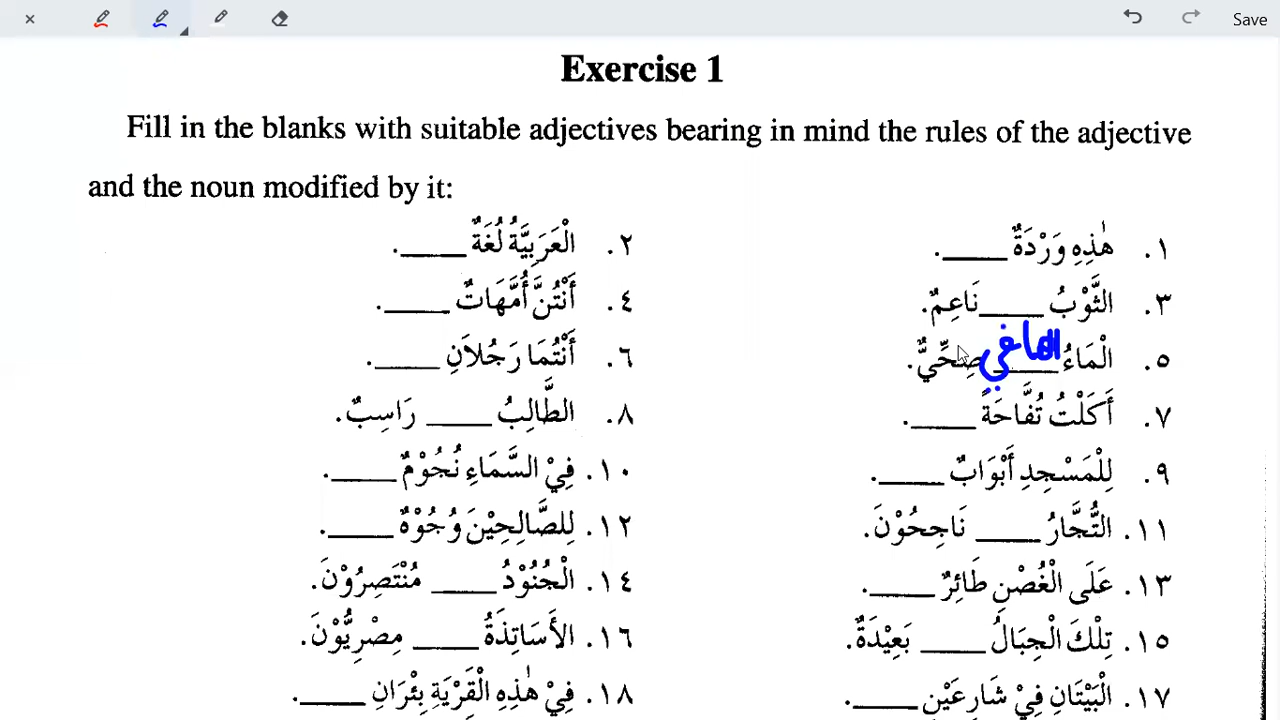 Save
Exercise 1
Fill in the blanks with suitable adjectives bearing in mind the rules of the adjective
and the noun modified by it:
١. هٰذِهِ وَرْدَةٌ ____.
٢. الْعَرَبِيَّةُ لُغَةٌ ____.
٣. الثَّوْبُ ____ نَاعِمٌ.
٤. أَنْتُنَّ أُمَّهَاتٌ ____.
٥. الْمَاءُ ____ صِحِّيٌّ.
٦. أَنْتُمَا رَجُلاَنِ ____.
٧. أَكَلْتُ تُفَّاحَةً ____.
٨. الطَّالِبُ ____ رَاسِبٌ.
٩. لِلْمَسْجِدِ أَبْوَابٌ ____.
١٠. فِيْ السَّمَاءِ نُجُوْمٌ ____.
١١. التُّجَّارُ ____ نَاجِحُوْنَ.
١٢. لِلصَّالِحِيْنَ وُجُوْهٌ ____.
١٣. عَلَى الْغُصْنِ طَائِرٌ ____.
١٤. الْجُنُوْدُ ____ مُنْتَصِرُوْنَ.
١٥. تِلْكَ الْجِبَالُ ____ بَعِيْدَةٌ.
١٦. الأَسَاتِذَةُ ____ مِصْرِيُّوْنَ.
١٧. الْبَيْتَانِ فِيْ شَارِعَيْنِ ____.
١٨. فِيْ هٰذِهِ الْقَرْيَةِ بِئْرَانِ ____.